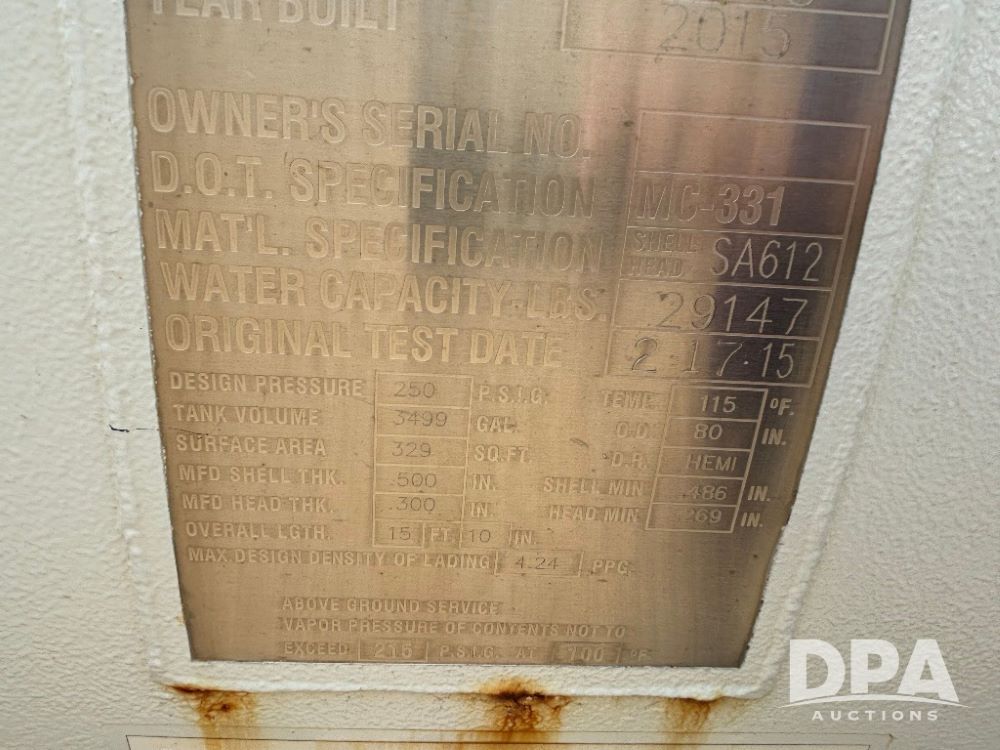 YEAR BUILT 2015
OWNER'S SERIAL NO.
D.O.T. SPECIFICATION MC-331
MAT'L. SPECIFICATION SHELL HEAD SA612
WATER CAPACITY-LBS. 29147
ORIGINAL TEST DATE 2 17-15
DESIGN PRESSURE 250 P.S.I.G. TEMP. 115 °F.
TANK VOLUME 3499 GAL. O.D. 80 IN.
SURFACE AREA 329 SQ.FT. D.R. HEMI
MFD SHELL THK. .500 IN. SHELL MIN .486 IN.
MFD HEAD THK. .300 IN. HEAD MIN .269 IN.
OVERALL LGTH. 15 FT. 10 IN.
MAX. DESIGN DENSITY OF LADING 4.24 PPG.
ABOVE GROUND SERVICE
VAPOR PRESSURE OF CONTENTS NOT TO
EXCEED 215 P.S.I.G. AT 100 °F
DPA
AUCTIONS